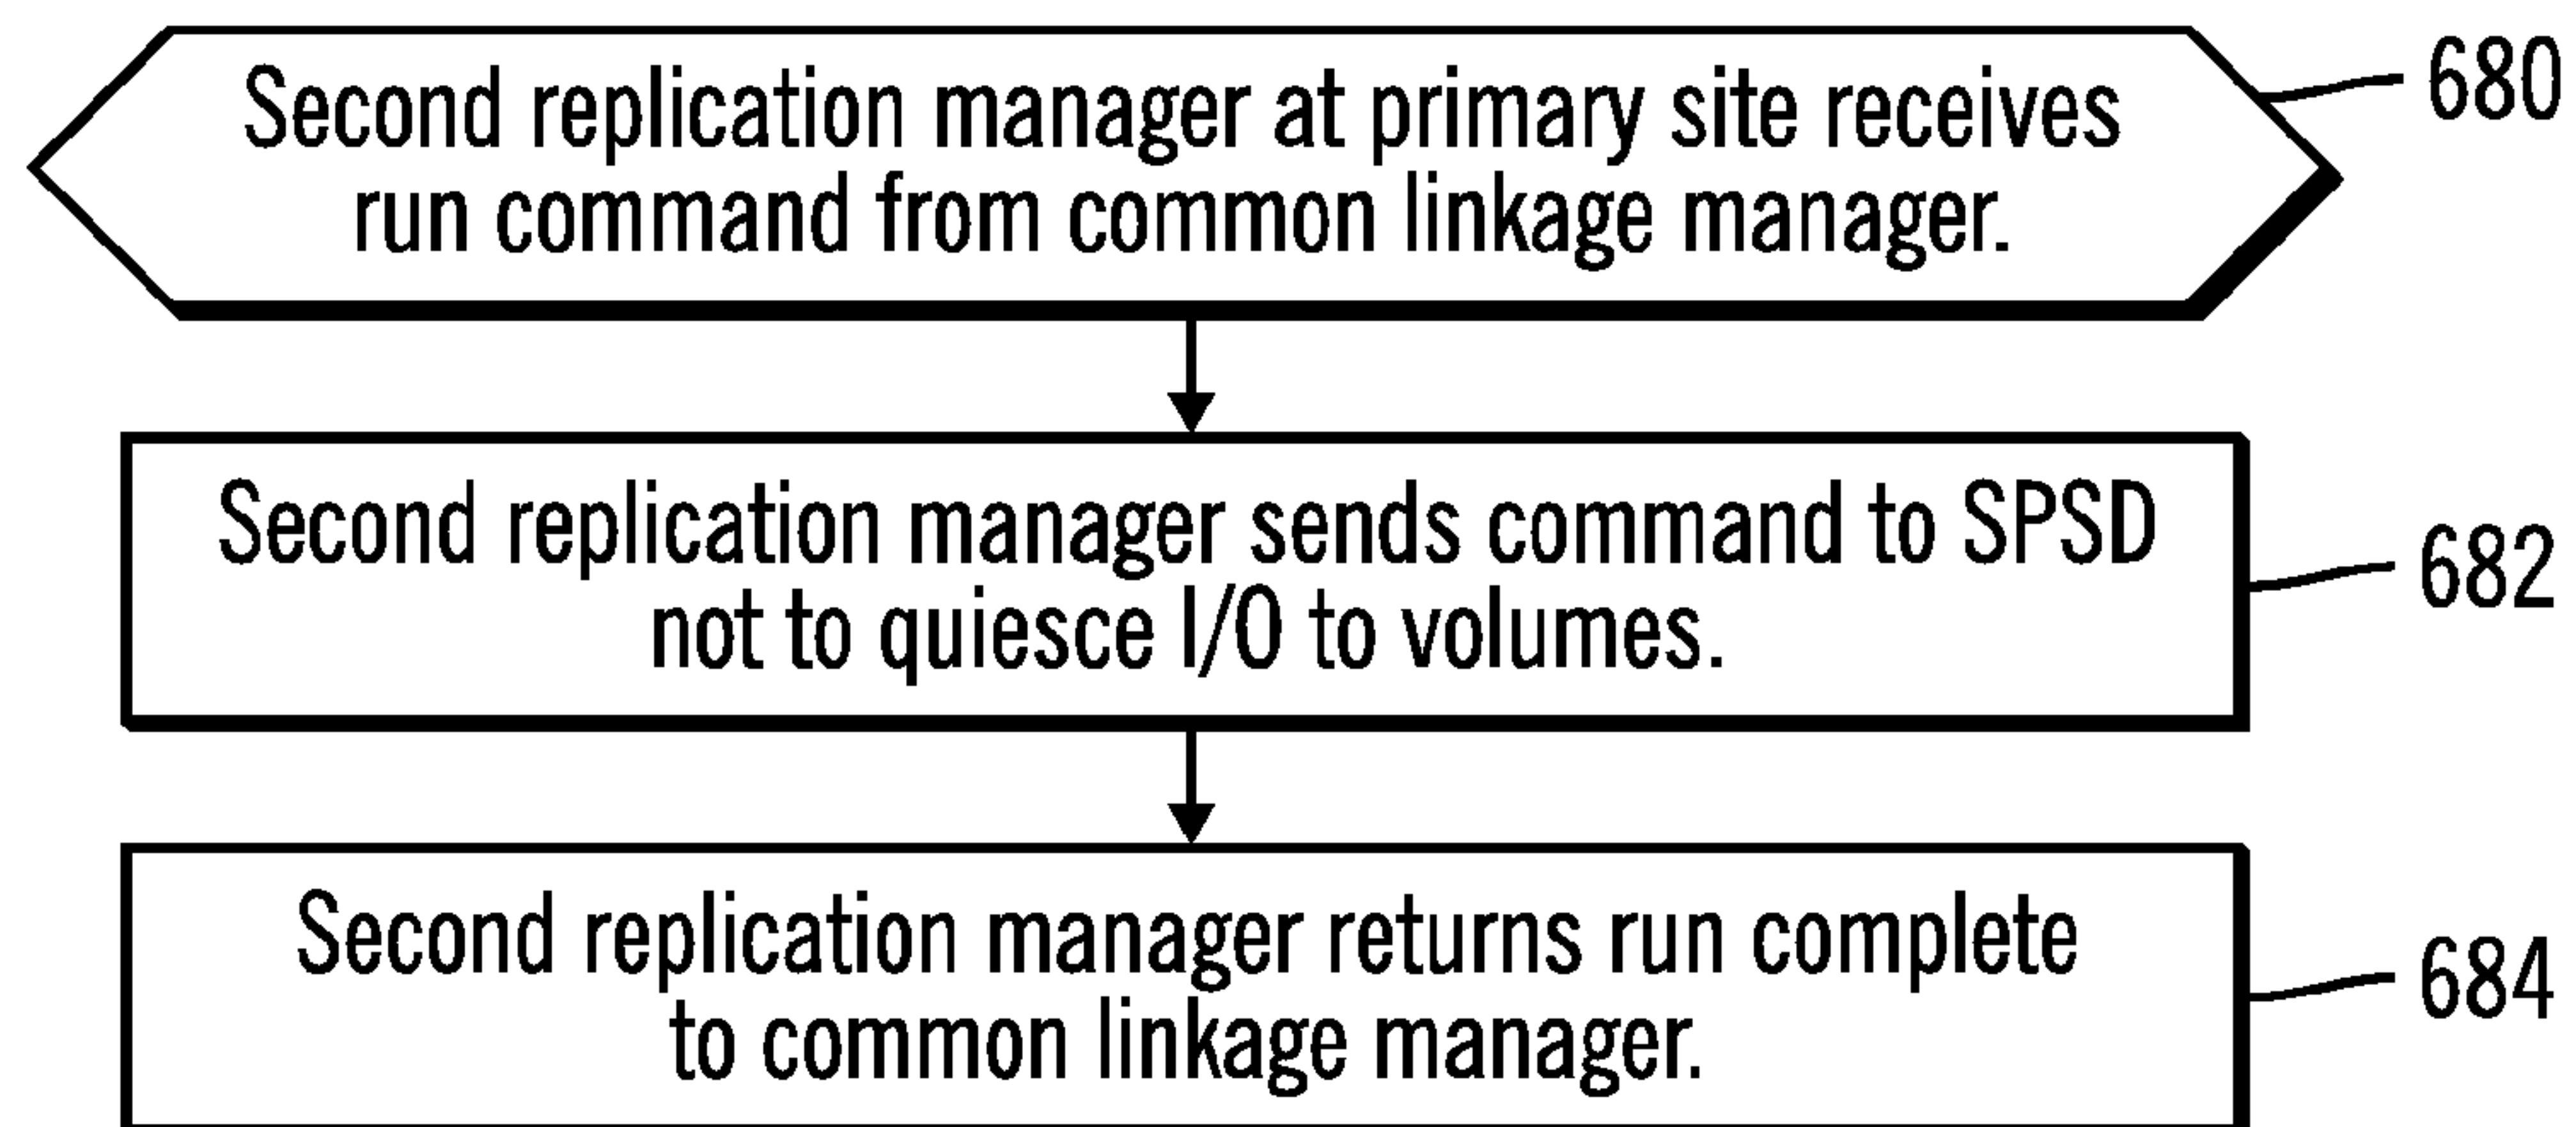 Second replication manager at primary site receives
run command from common linkage manager.
680
Second replication manager sends command to SPSD
not to quiesce I/O to volumes.
682
Second replication manager returns run complete
to common linkage manager.
684